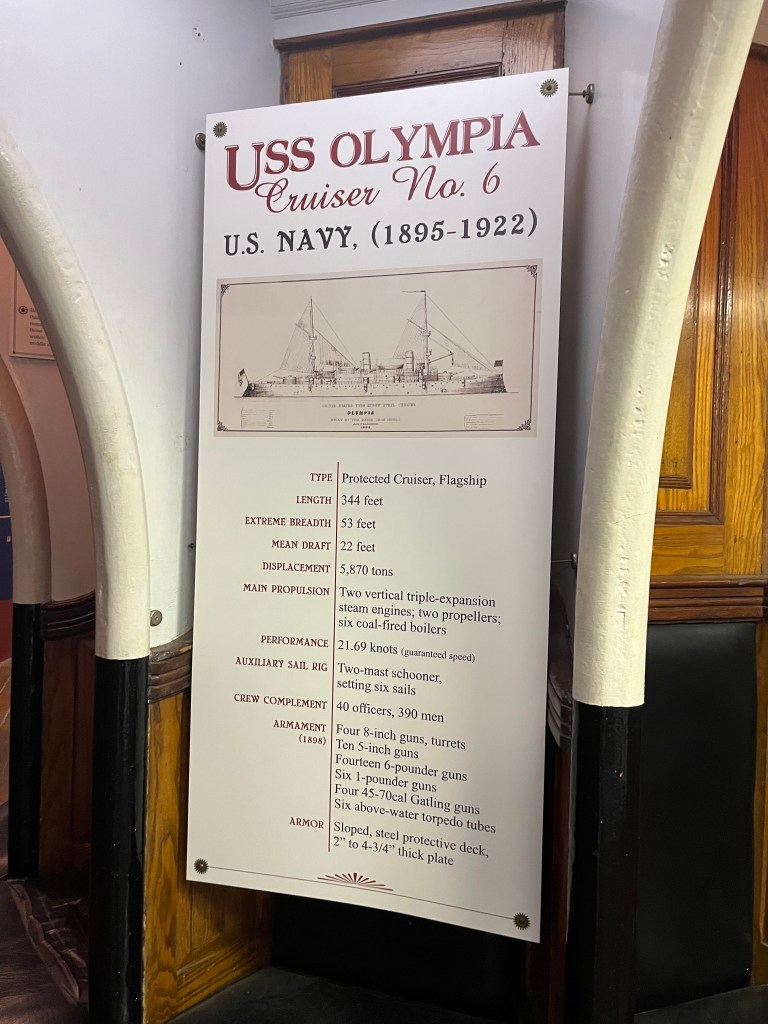 USS OLYMPIA
Cruiser No. 6
U.S. NAVY, (1895-1922)
OLYMPIA
TYPE Protected Cruiser, Flagship
LENGTH 344 feet
EXTREME BREADTH 53 feet
MEAN DRAFT 22 feet
DISPLACEMENT 5,870 tons
MAIN PROPULSION Two vertical triple-expansion
steam engines; two propellers;
six coal-fired boilers
PERFORMANCE 21.69 knots (guaranteed speed)
AUXILIARY SAIL RIG Two-mast schooner,
setting six sails
CREW COMPLEMENT 40 officers, 390 men
ARMAMENT Four 8-inch guns, turrets
(1898) Ten 5-inch guns
Fourteen 6-pounder guns
Six 1-pounder guns
Four 45-70cal Gatling guns
Six above-water torpedo tubes
ARMOR Sloped, steel protective deck,
2” to 4-3/4” thick plate